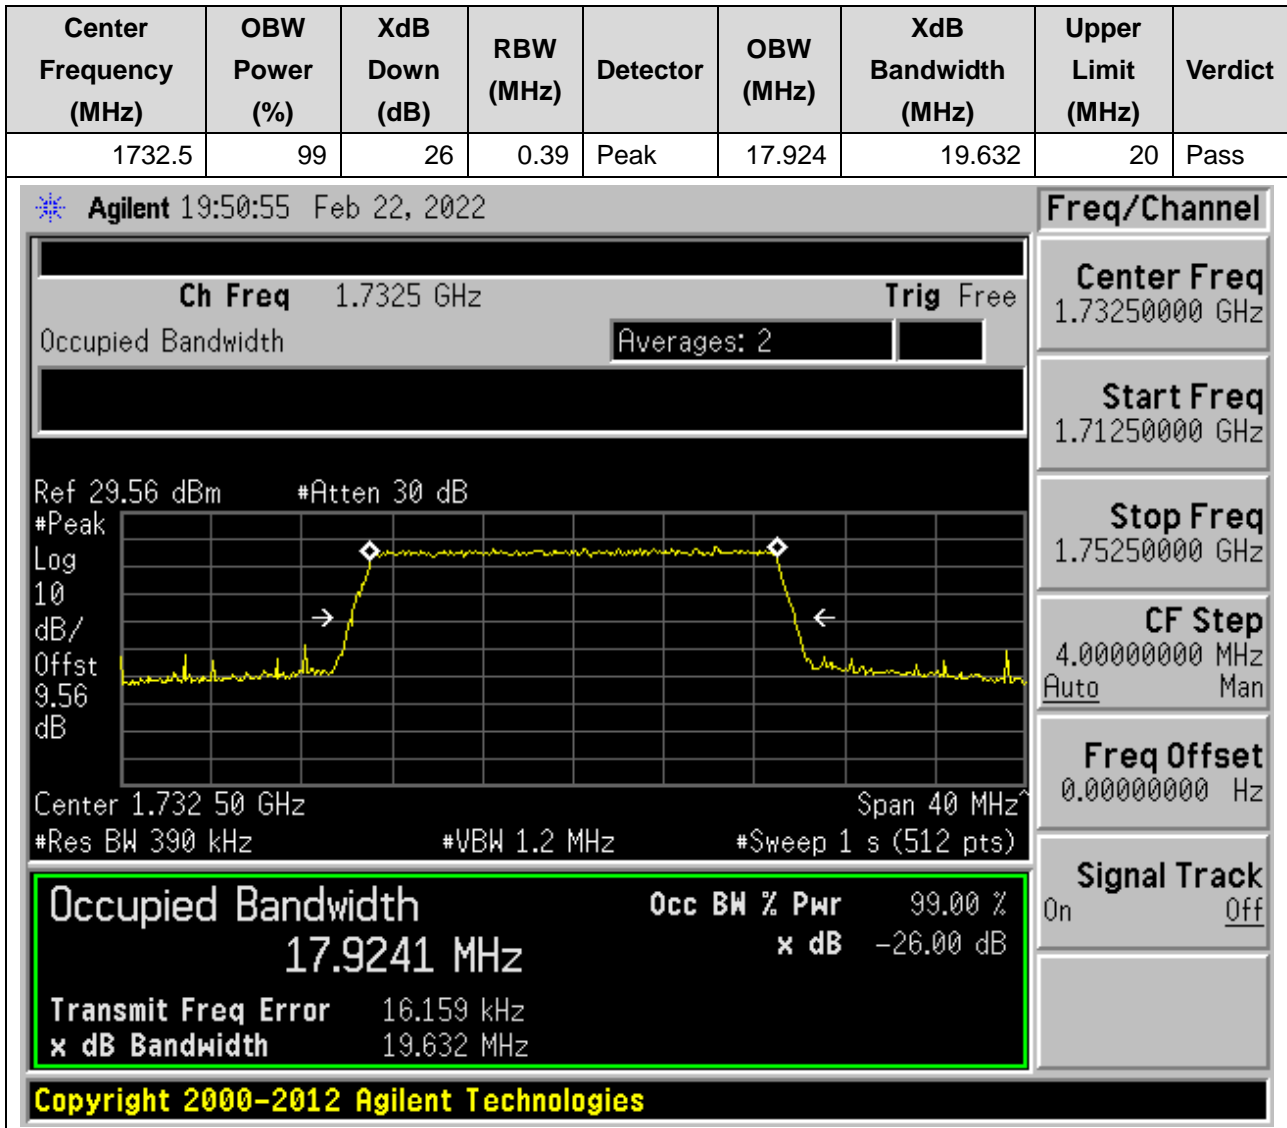 Center Frequency (MHz) OBW Power (%) XdB Down (dB) RBW (MHz) Detector OBW (MHz) XdB Bandwidth (MHz) Upper Limit (MHz) Verdict
1732.5 99 26 0.39 Peak 17.924 19.632 20 Pass
Agilent 19:50:55 Feb 22, 2022
Freq/Channel
Ch Freq 1.7325 GHz Trig Free
Occupied Bandwidth Averages: 2
Center Freq
1.73250000 GHz
Start Freq
1.71250000 GHz
Stop Freq
1.75250000 GHz
CF Step
4.00000000 MHz
Auto Man
Freq Offset
0.00000000 Hz
Signal Track
On Off
Ref 29.56 dBm #Atten 30 dB
#Peak
Log
10
dB/
Offst
9.56
dB
Center 1.732 50 GHz Span 40 MHz^
#Res BW 390 kHz #VBW 1.2 MHz #Sweep 1 s (512 pts)
Occupied Bandwidth Occ BW % Pwr 99.00 %
17.9241 MHz x dB -26.00 dB
Transmit Freq Error 16.159 kHz
x dB Bandwidth 19.632 MHz
Copyright 2000-2012 Agilent Technologies